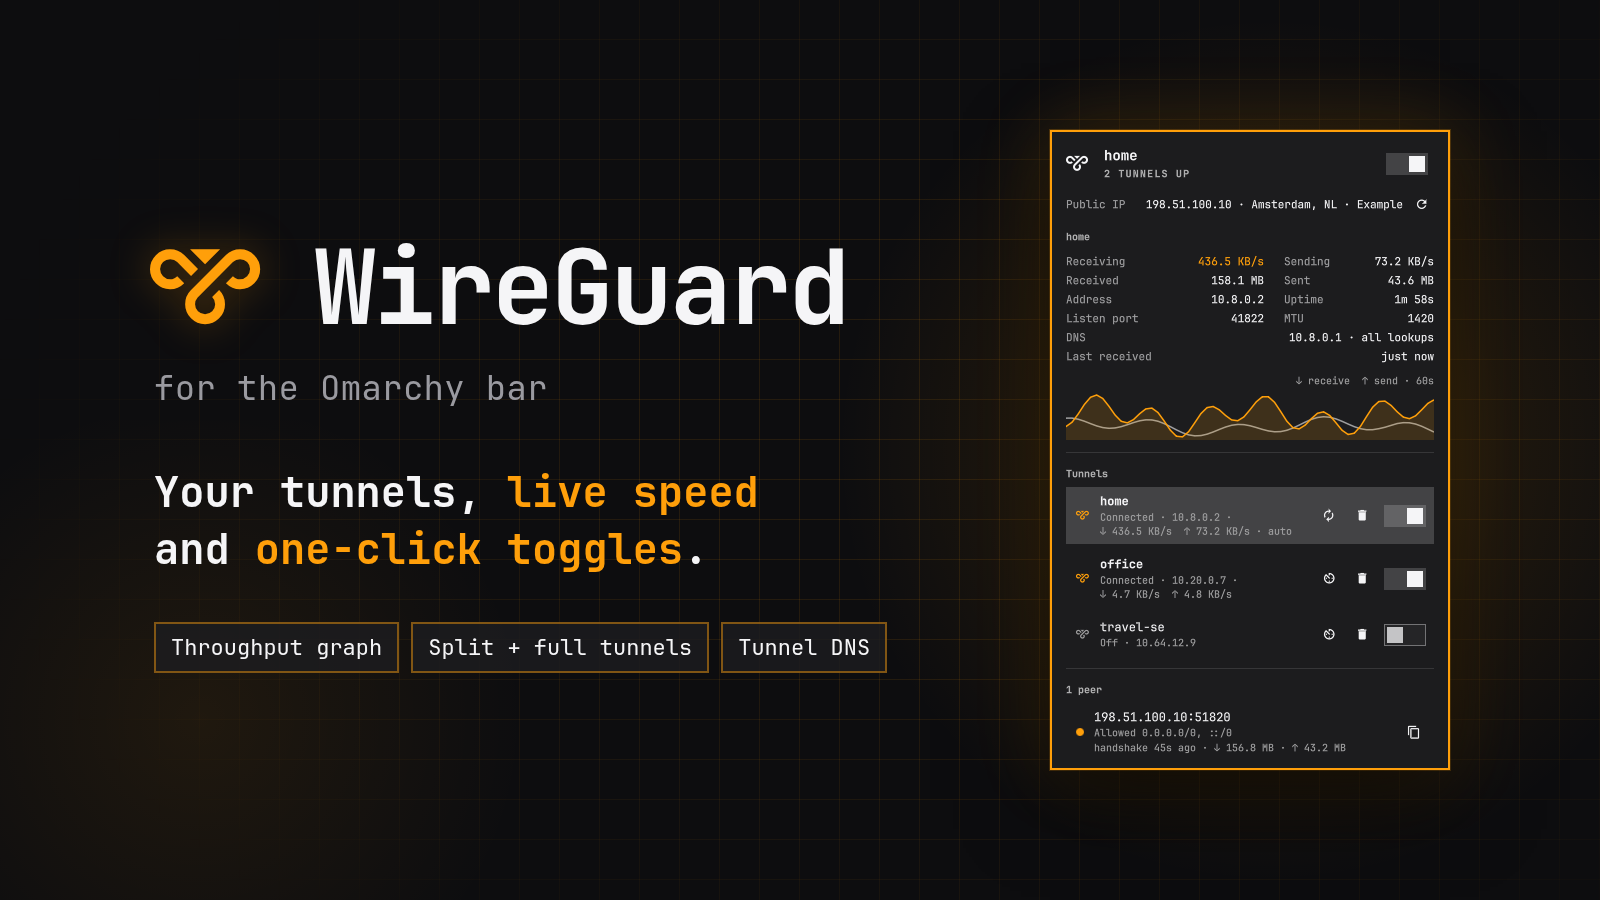 WireGuard
for the Omarchy bar
Your tunnels, live speed
and one-click toggles.
Throughput graph
Split + full tunnels
Tunnel DNS
home
2 TUNNELS UP
Public IP 198.51.100.10 · Amsterdam, NL · Example
home
Receiving 436.5 KB/s Sending 73.2 KB/s
Received 158.1 MB Sent 43.6 MB
Address 10.8.0.2 Uptime 1m 58s
Listen port 41822 MTU 1420
DNS 10.8.0.1 · all lookups
Last received just now
↓ receive ↑ send · 60s
Tunnels
home
Connected · 10.8.0.2 ·
↓ 436.5 KB/s ↑ 73.2 KB/s · auto
office
Connected · 10.20.0.7 ·
↓ 4.7 KB/s ↑ 4.8 KB/s
travel-se
Off · 10.64.12.9
1 peer
198.51.100.10:51820
Allowed 0.0.0.0/0, ::/0
handshake 45s ago · ↓ 156.8 MB · ↑ 43.2 MB